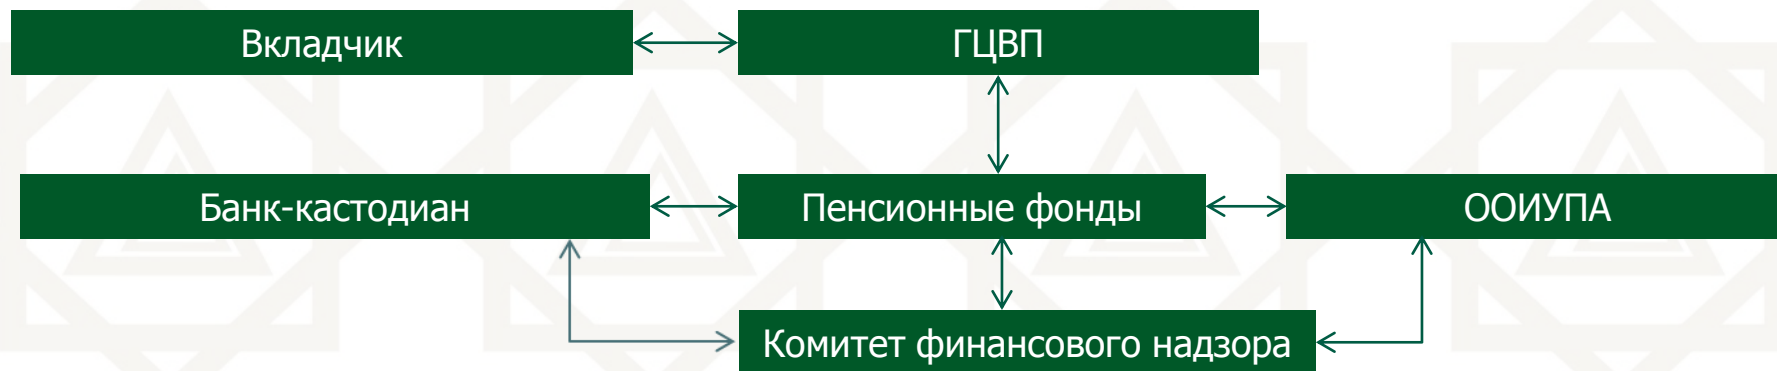 Вкладчик
ГЦВП
Банк-кастодиан
Пенсионные фонды
ООИУПА
Комитет финансового надзора